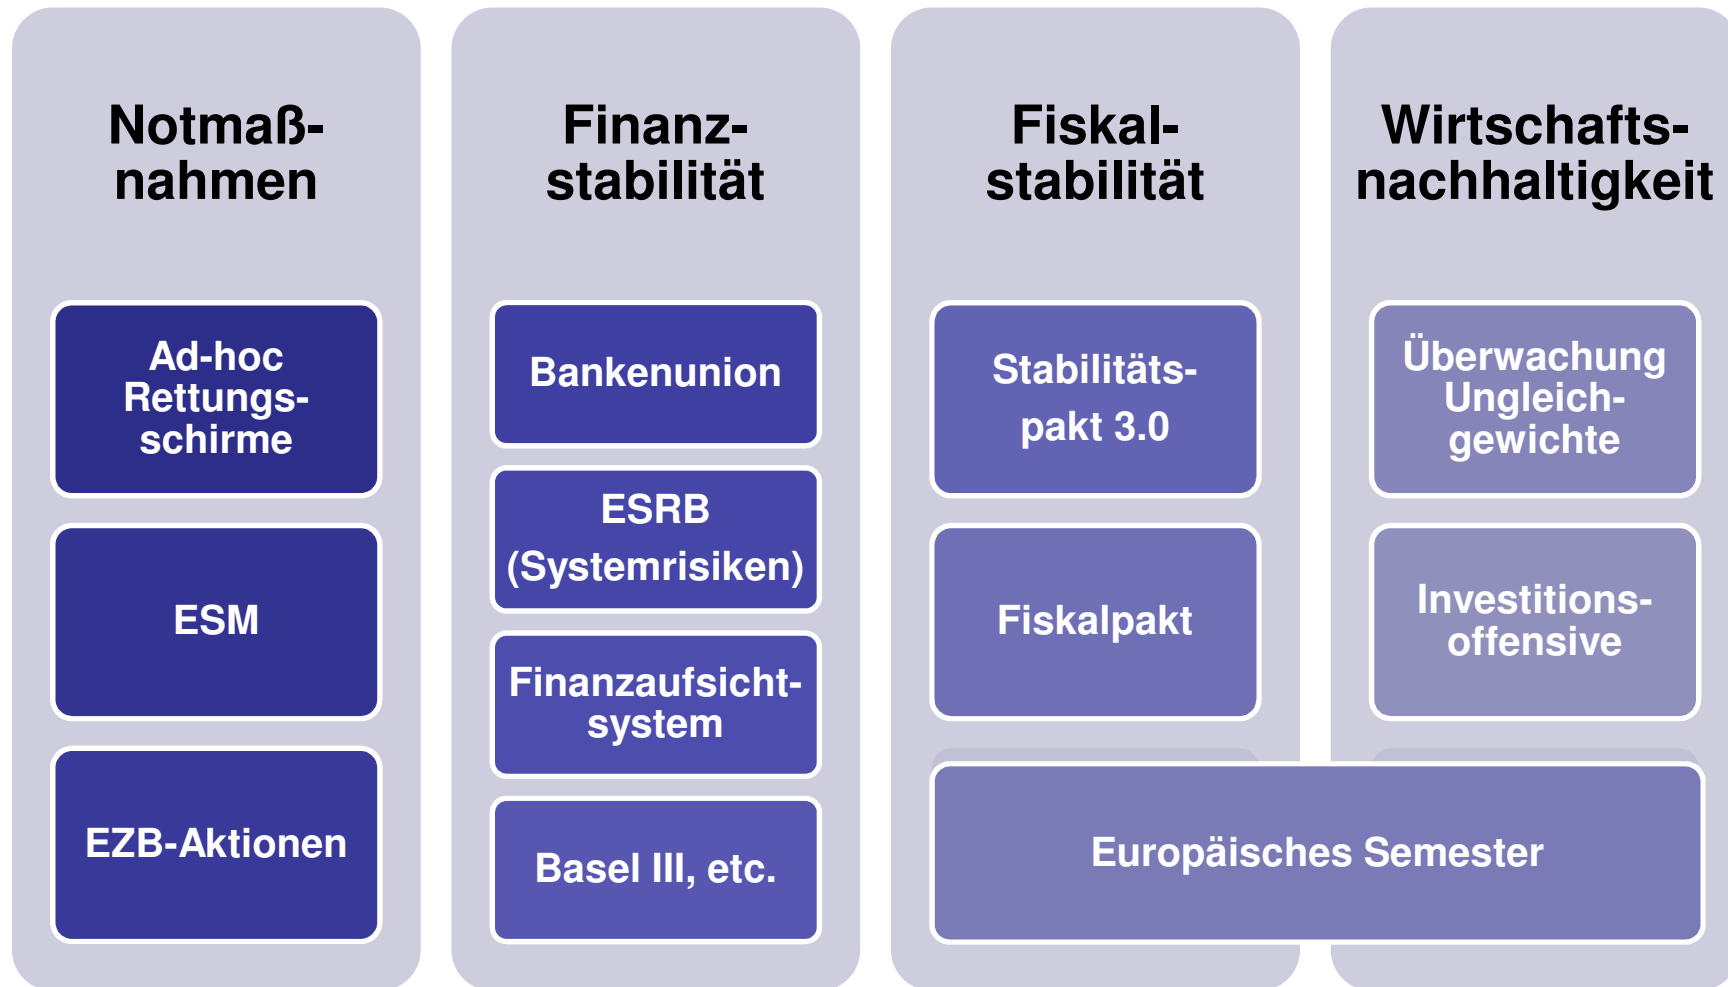 Notmaß-
nahmen
Ad-hoc
Rettungs-
schirme
ESM
EZB-Aktionen
Finanz-
stabilität
Bankenunion
ESRB
(Systemrisiken)
Finanzaufsicht-
system
Basel III, etc.
Fiskal-
stabilität
Stabilitäts-
pakt 3.0
Fiskalpakt
Wirtschafts-
nachhaltigkeit
Überwachung
Ungleich-
gewichte
Investitions-
offensive
Europäisches Semester